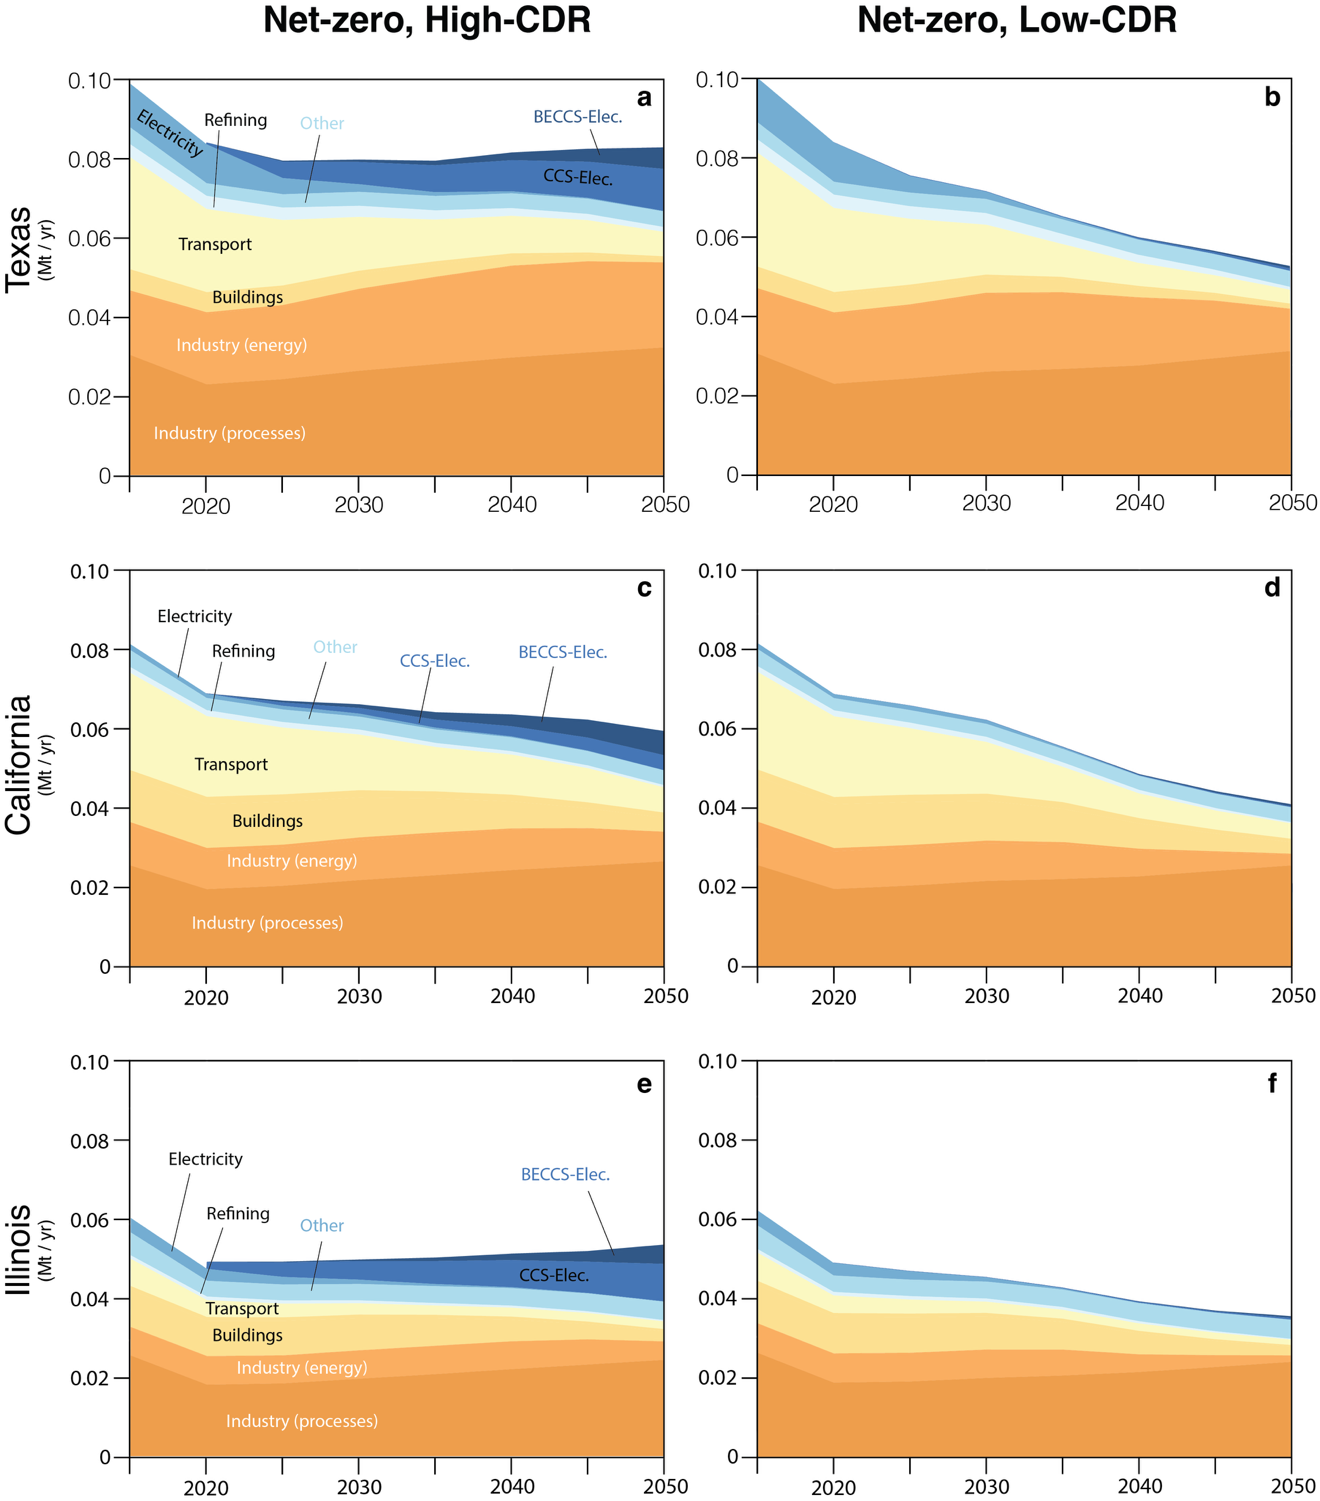 Net-zero, High-CDR
Net-zero, Low-CDR
Texas
(Mt / yr)
0.10
0.08
0.06
0.04
0.02
0
a
Electricity
Refining
Other
BECCS-Elec.
CCS-Elec.
Transport
Buildings
Industry (energy)
Industry (processes)
2020
2030
2040
2050
0.10
0.08
0.06
0.04
0.02
0
b
2020
2030
2040
2050
California
(Mt / yr)
0.10
0.08
0.06
0.04
0.02
0
c
Electricity
Refining
Other
CCS-Elec.
BECCS-Elec.
Transport
Buildings
Industry (energy)
Industry (processes)
2020
2030
2040
2050
0.10
0.08
0.06
0.04
0.02
0
d
2020
2030
2040
2050
Illinois
(Mt / yr)
0.10
0.08
0.06
0.04
0.02
0
e
Electricity
BECCS-Elec.
Refining
Other
CCS-Elec.
Transport
Buildings
Industry (energy)
Industry (processes)
2020
2030
2040
2050
0.10
0.08
0.06
0.04
0.02
0
f
2020
2030
2040
2050